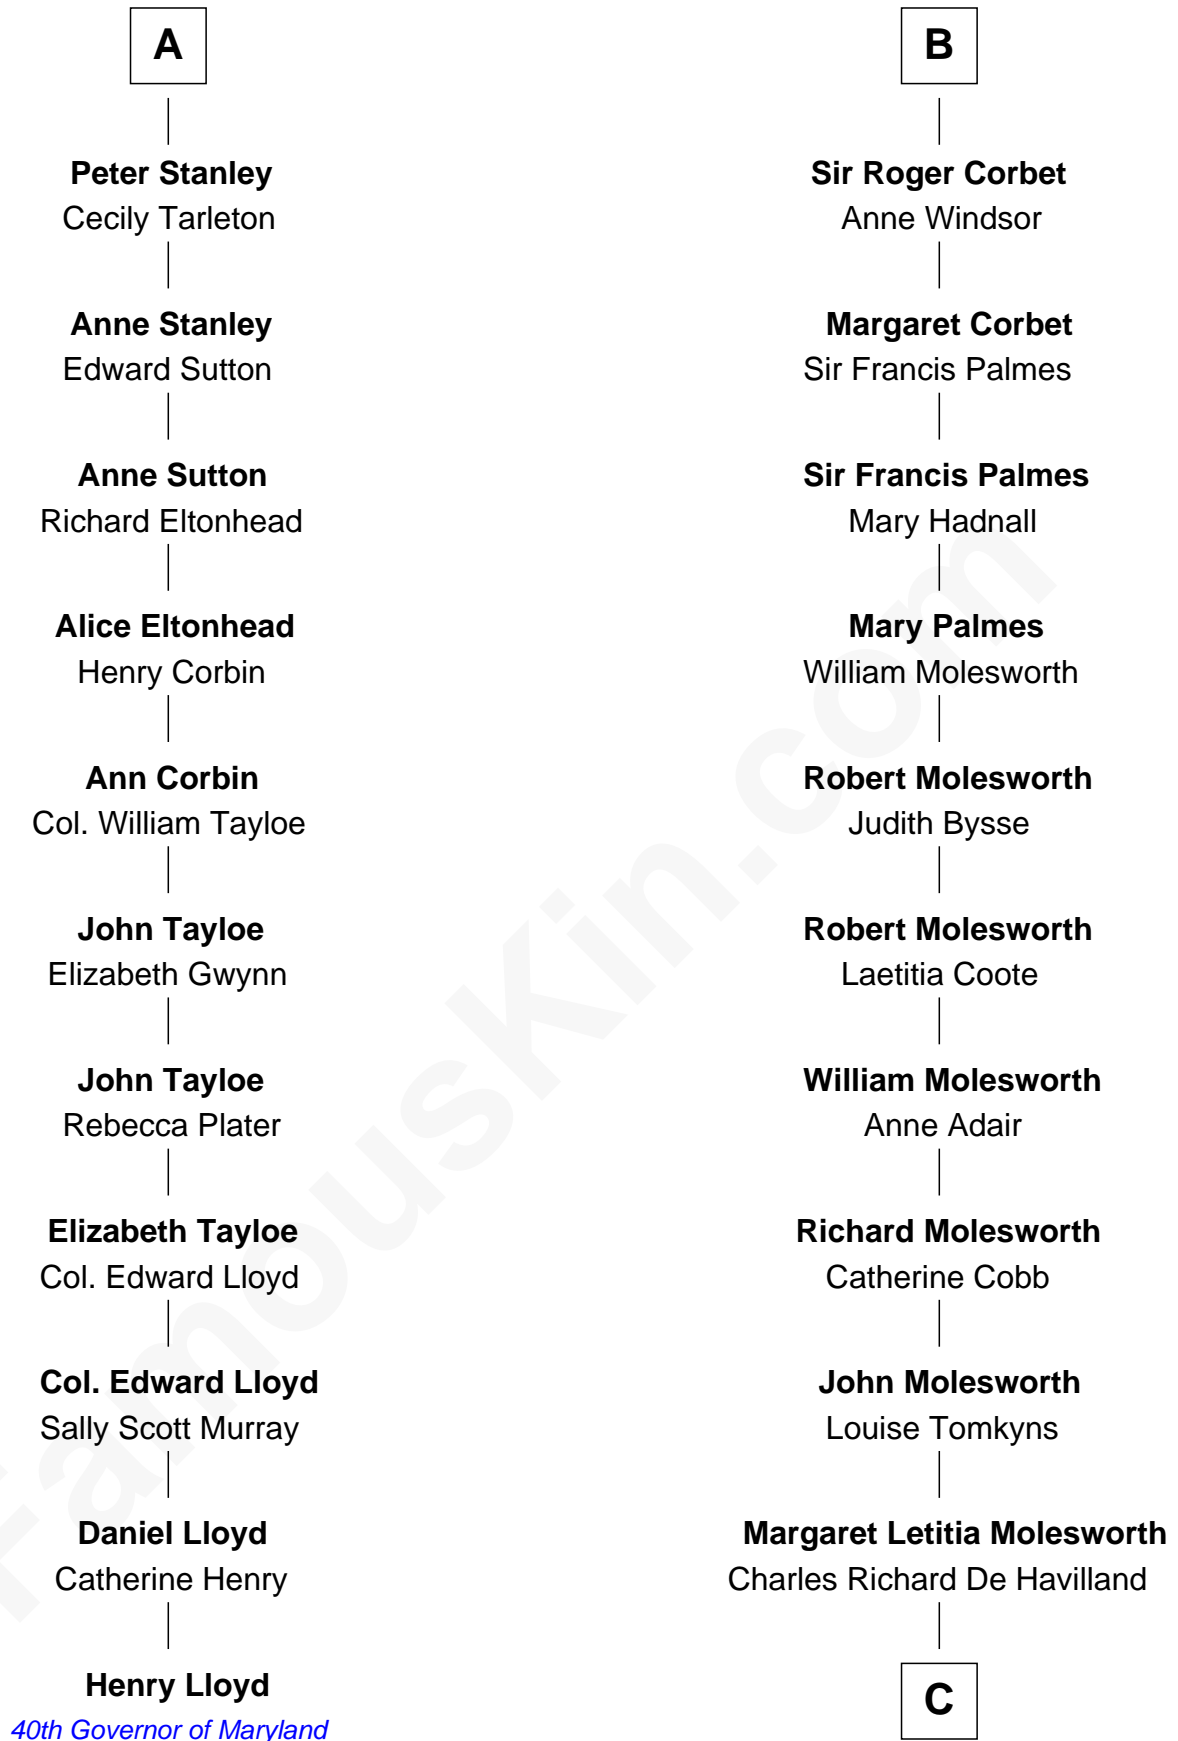 A
Peter Stanley
Cecily Tarleton
Anne Stanley
Edward Sutton
Anne Sutton
Richard Eltonhead
Alice Eltonhead
Henry Corbin
Ann Corbin
Col. William Tayloe
John Tayloe
Elizabeth Gwynn
John Tayloe
Rebecca Plater
Elizabeth Tayloe
Col. Edward Lloyd
Col. Edward Lloyd
Sally Scott Murray
Daniel Lloyd
Catherine Henry
Henry Lloyd
40th Governor of Maryland
B
Sir Roger Corbet
Anne Windsor
Margaret Corbet
Sir Francis Palmes
Sir Francis Palmes
Mary Hadnall
Mary Palmes
William Molesworth
Robert Molesworth
Judith Bysse
Robert Molesworth
Laetitia Coote
William Molesworth
Anne Adair
Richard Molesworth
Catherine Cobb
John Molesworth
Louise Tomkyns
Margaret Letitia Molesworth
Charles Richard De Havilland
C
FamousKin.com